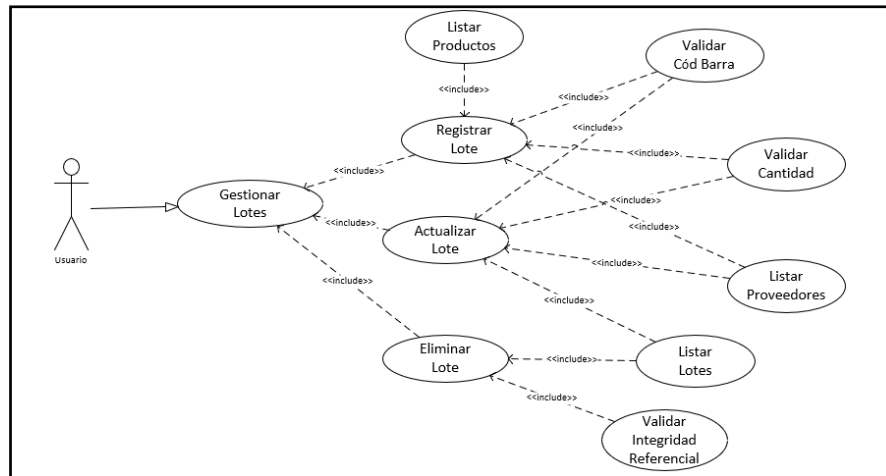 Listar
Productos
Validar
Cód Barra
<<include>>
<<include>>
Registrar
Lote
<<include>>
<<include>>
Validar
Cantidad
<<include>>
Gestionar
Lotes
<<include>>
<<include>>
<<include>>
Actualizar
Lote
Usuario
<<include>>
Listar
Proveedores
<<include>>
<<include>>
Eliminar
Lote
<<include>>
Listar
Lotes
<<include>>
Validar
Integridad
Referencial